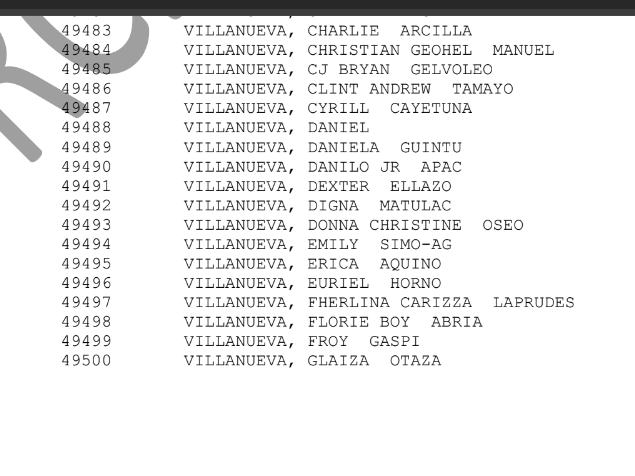 49483 VILLANUEVA, CHARLIE ARCILLA
49484 VILLANUEVA, CHRISTIAN GEOHEL MANUEL
49485 VILLANUEVA, CJ BRYAN GELVOLEO
49486 VILLANUEVA, CLINT ANDREW TAMAYO
49487 VILLANUEVA, CYRILL CAYETUNA
49488 VILLANUEVA, DANIEL
49489 VILLANUEVA, DANIELA GUINTU
49490 VILLANUEVA, DANILO JR APAC
49491 VILLANUEVA, DEXTER ELLAZO
49492 VILLANUEVA, DIGNA MATULAC
49493 VILLANUEVA, DONNA CHRISTINE OSEO
49494 VILLANUEVA, EMILY SIMO-AG
49495 VILLANUEVA, ERICA AQUINO
49496 VILLANUEVA, EURIEL HORNO
49497 VILLANUEVA, FHERLINA CARIZZA LAPRUDES
49498 VILLANUEVA, FLORIE BOY ABRIA
49499 VILLANUEVA, FROY GASPI
49500 VILLANUEVA, GLAIZA OTAZA